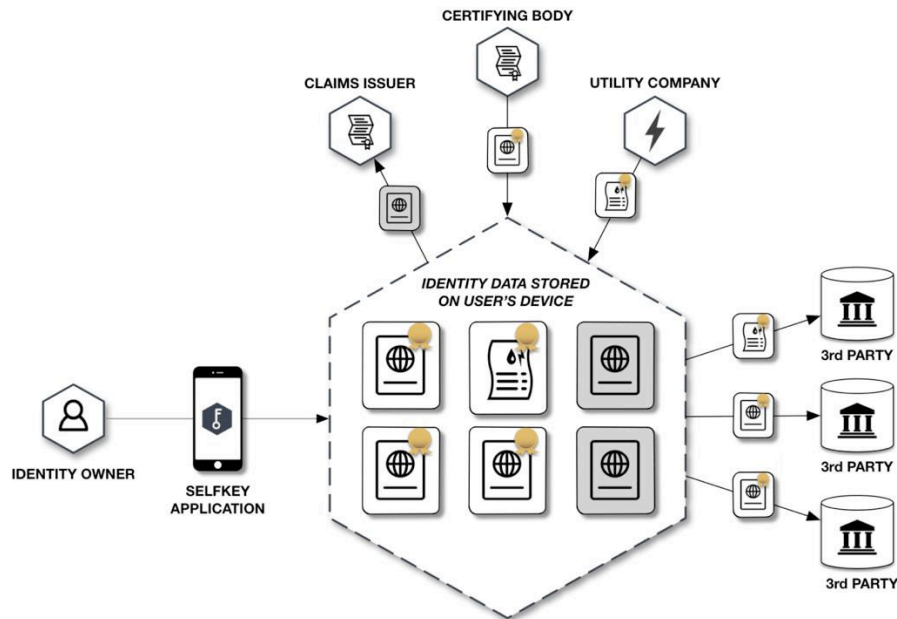 CERTIFYING BODY
CLAIMS ISSUER
UTILITY COMPANY
IDENTITY DATA STORED
ON USER'S DEVICE
3rd PARTY
3rd PARTY
IDENTITY OWNER
SELFKEY
APPLICATION
3rd PARTY